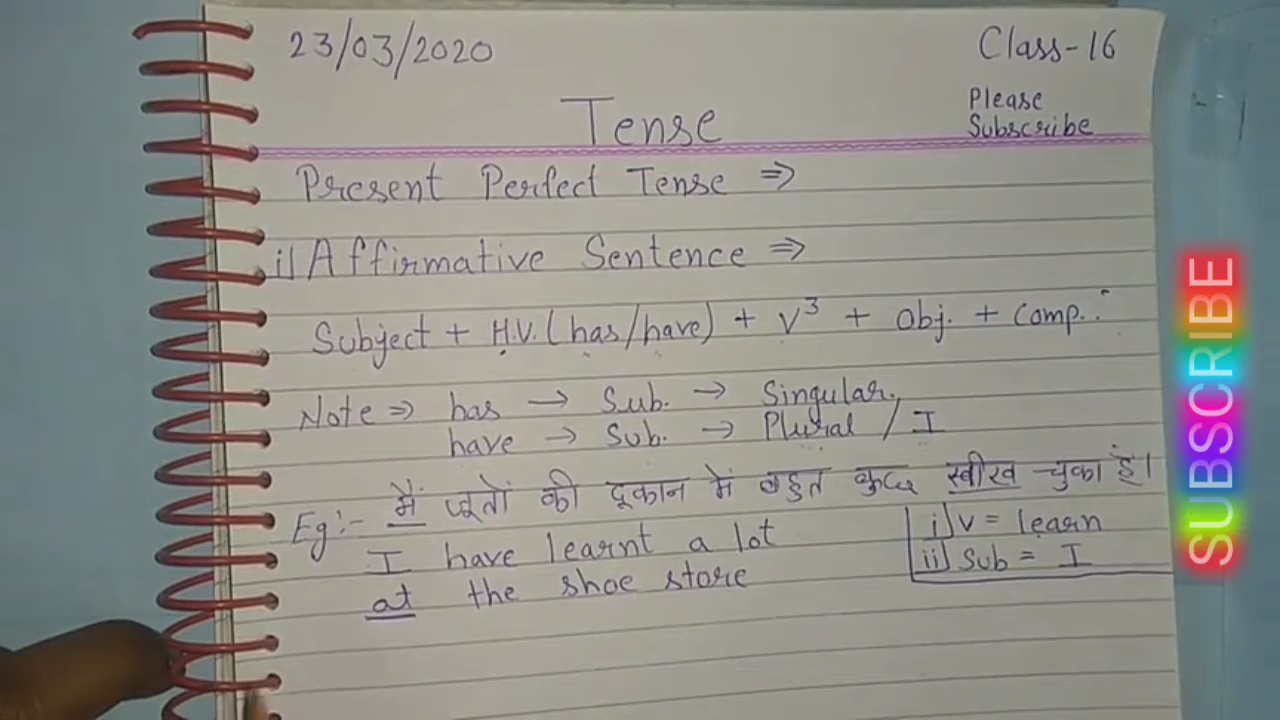 23/03/2020
Class-16
Please
Subscribe
Tense
Present Perfect Tense ⇒
i) Affirmative Sentence ⇒
Subject + H.V. (has/have) + V³ + obj. + comp.
Note ⇒ has → Sub. → Singular.
have → Sub. → Plural / I
Eg:- मैं जूतों की दूकान में बहुत कुछ सीख चुका हूँ।
I have learnt a lot
at the shoe store
i) V = learn
ii) Sub = I
SUBSCRIBE